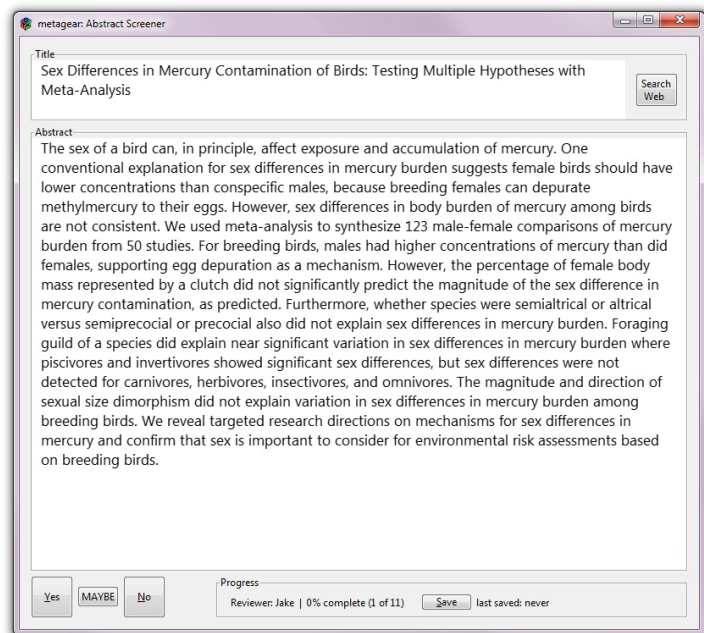 metagear: Abstract Screener
Title
Sex Differences in Mercury Contamination of Birds: Testing Multiple Hypotheses with
Meta-Analysis
Search
Web
Abstract
The sex of a bird can, in principle, affect exposure and accumulation of mercury. One
conventional explanation for sex differences in mercury burden suggests female birds should have
lower concentrations than conspecific males, because breeding females can depurate
methylmercury to their eggs. However, sex differences in body burden of mercury among birds
are not consistent. We used meta-analysis to synthesize 123 male-female comparisons of mercury
burden from 50 studies. For breeding birds, males had higher concentrations of mercury than did
females, supporting egg depuration as a mechanism. However, the percentage of female body
mass represented by a clutch did not significantly predict the magnitude of the sex difference in
mercury contamination, as predicted. Furthermore, whether species were semialtrical or altrical
versus semiprecocial or precocial also did not explain sex differences in mercury burden. Foraging
guild of a species did explain near significant variation in sex differences in mercury burden where
piscivores and invertivores showed significant sex differences, but sex differences were not
detected for carnivores, herbivores, insectivores, and omnivores. The magnitude and direction of
sexual size dimorphism did not explain variation in sex differences in mercury burden among
breeding birds. We reveal targeted research directions on mechanisms for sex differences in
mercury and confirm that sex is important to consider for environmental risk assessments based
on breeding birds.
Yes MAYBE No
Progress
Reviewer: Jake | 0% complete (1 of 11) Save last saved: never